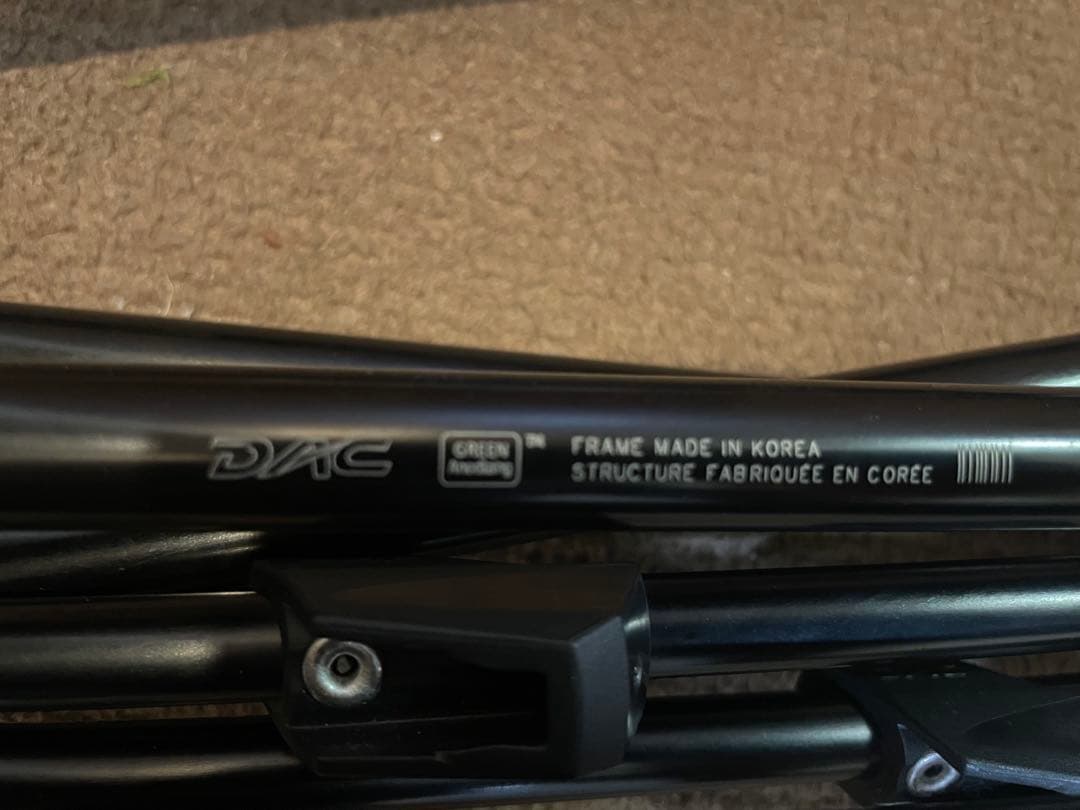 DAC
GREEN
Anodizing
TM
FRAME MADE IN KOREA
STRUCTURE FABRIQUÉE EN CORÉE